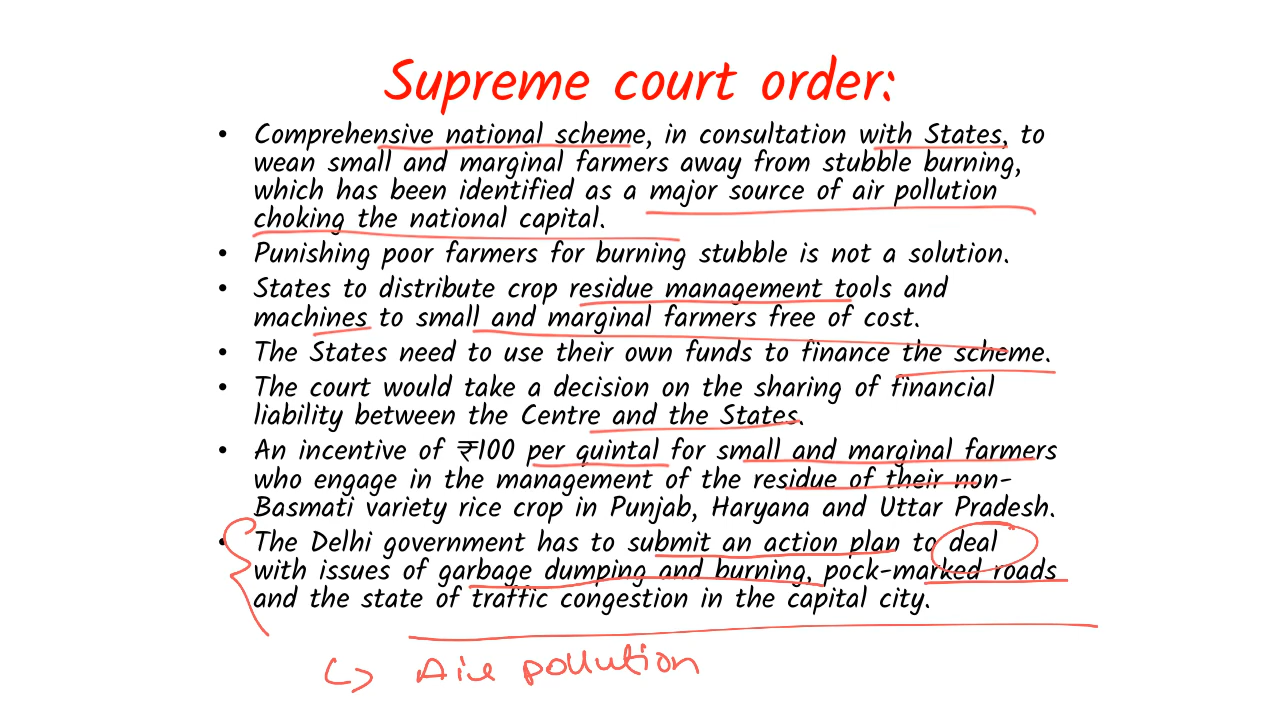 Supreme court order:
• Comprehensive national scheme, in consultation with States, to
wean small and marginal farmers away from stubble burning,
which has been identified as a major source of air pollution
choking the national capital.
• Punishing poor farmers for burning stubble is not a solution.
• States to distribute crop residue management tools and
machines to small and marginal farmers free of cost.
• The States need to use their own funds to finance the scheme.
• The court would take a decision on the sharing of financial
liability between the Centre and the States.
• An incentive of ₹100 per quintal for small and marginal farmers
who engage in the management of the residue of their non-
Basmati variety rice crop in Punjab, Haryana and Uttar Pradesh.
• The Delhi government has to submit an action plan to deal
with issues of garbage dumping and burning, pock-marked roads
and the state of traffic congestion in the capital city.
Air pollution